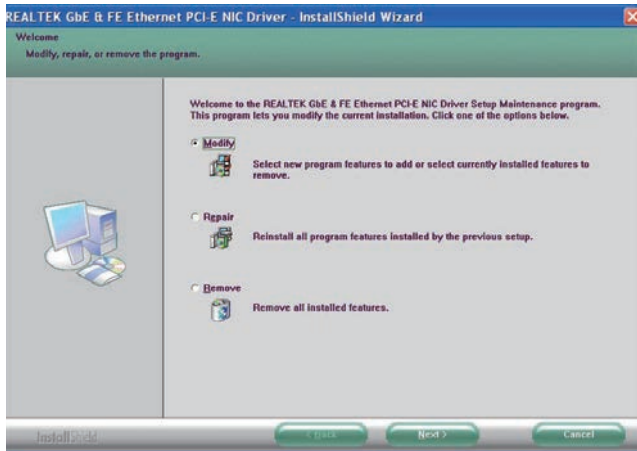 REALTEK GbE & FE Ethernet PCI-E NIC Driver - InstallShield Wizard
Welcome
Modify, repair, or remove the program.
Welcome to the REALTEK GbE & FE Ethernet PCI-E NIC Driver Setup Maintenance program.
This program lets you modify the current installation. Click one of the options below.
Modify
Select new program features to add or select currently installed features to
remove.
Repair
Reinstall all program features installed by the previous setup.
Remove
Remove all installed features.
InstallShield
< Back
Next >
Cancel